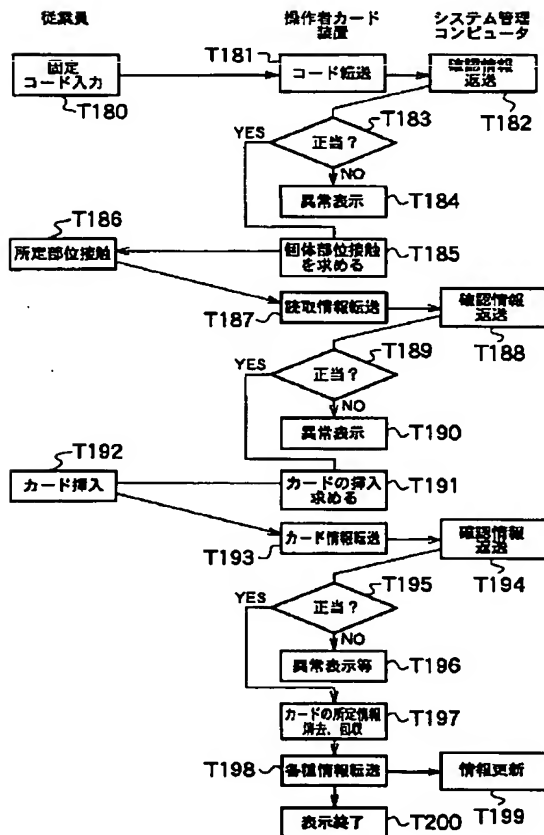 従業員
操作者カード
装置
システム管理
コンピュータ
固定
コード入力
T180
T181
コード転送
確認情報
返送
T182
YES
正当?
T183
NO
異常表示
T184
T186
所定部位接触
個体部位接触
を求める
T185
読取情報転送
T187
確認情報
返送
T188
YES
正当?
T189
NO
異常表示
T190
T192
カード挿入
カードの挿入
求める
T191
カード情報転送
T193
確認情報
返送
T194
YES
正当?
T195
NO
異常表示等
T196
カードの所定情報
消去、回収
T197
T198
各種情報転送
情報更新
T199
表示終了
T200